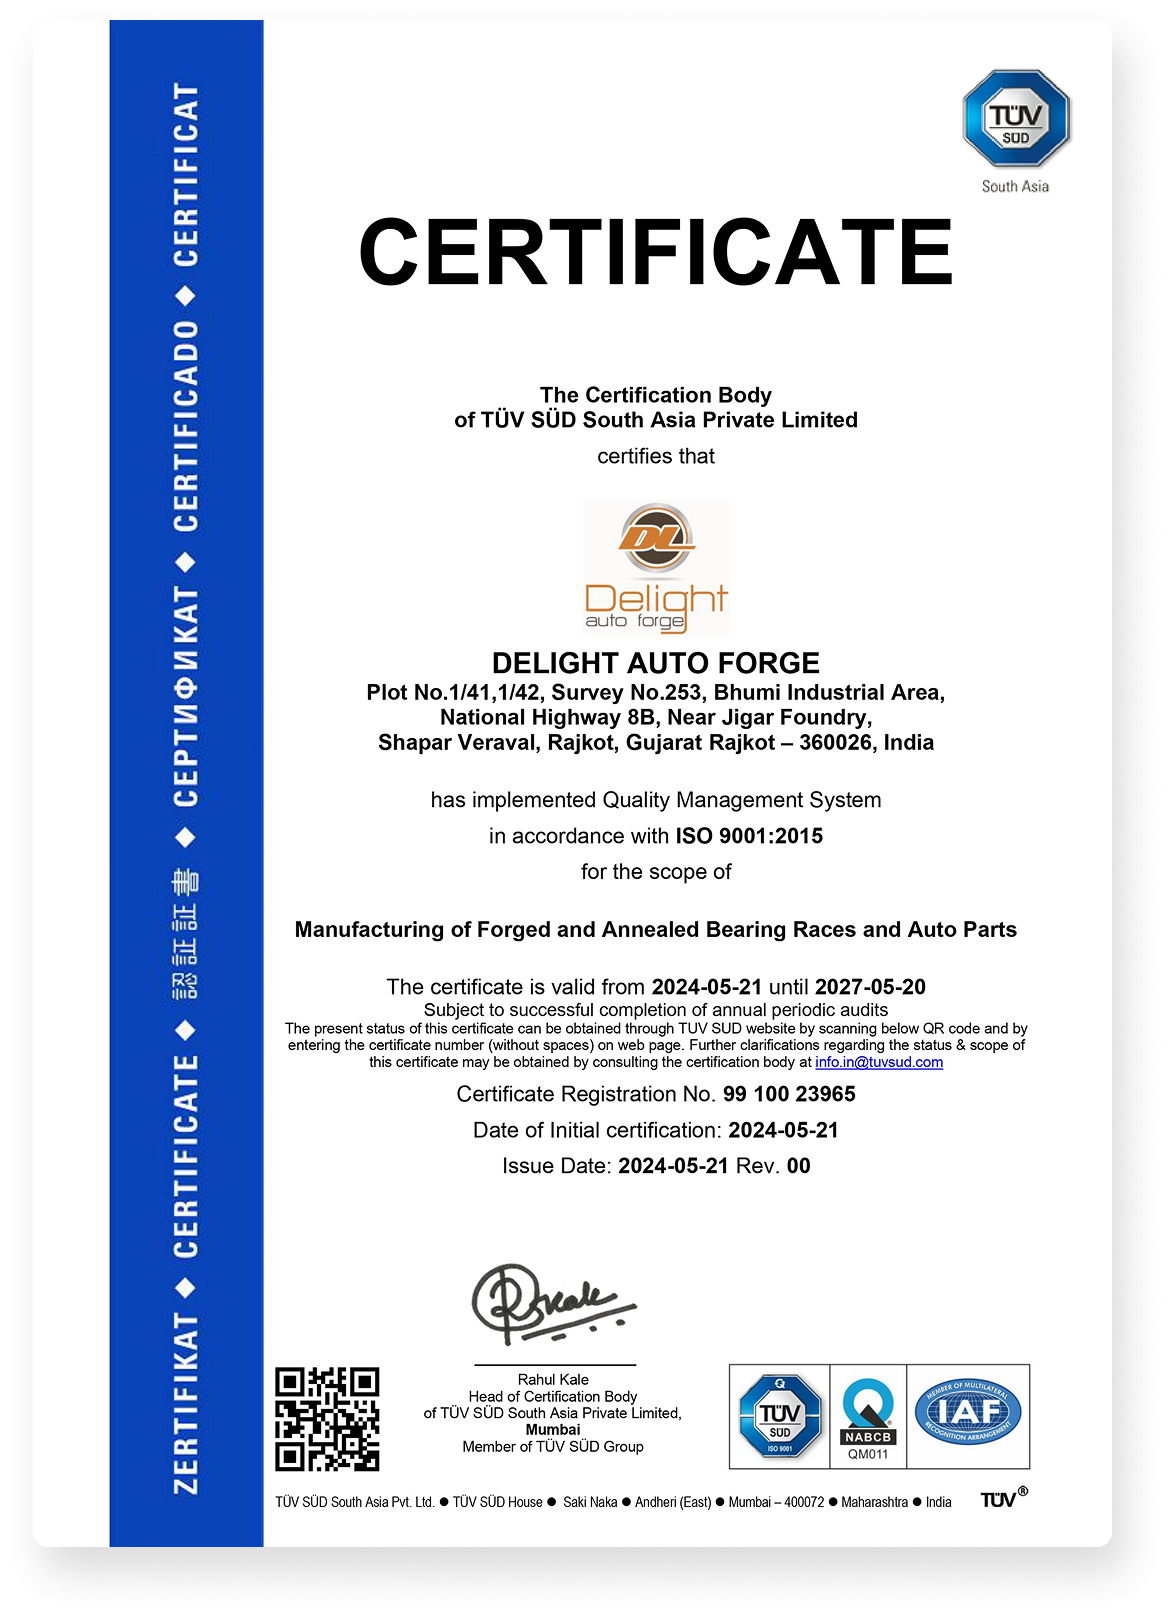 ZERTIFIKAT ◆ CERTIFICATE ◆ 認証証書 ◆ СЕРТИФИКАТ ◆ CERTIFICADO ◆ CERTIFICAT
TÜV
SÜD
South Asia
CERTIFICATE
The Certification Body
of TÜV SÜD South Asia Private Limited
certifies that
DL
Delight
auto forge
DELIGHT AUTO FORGE
Plot No.1/41,1/42, Survey No.253, Bhumi Industrial Area,
National Highway 8B, Near Jigar Foundry,
Shapar Veraval, Rajkot, Gujarat Rajkot – 360026, India
has implemented Quality Management System
in accordance with ISO 9001:2015
for the scope of
Manufacturing of Forged and Annealed Bearing Races and Auto Parts
The certificate is valid from 2024-05-21 until 2027-05-20
Subject to successful completion of annual periodic audits
The present status of this certificate can be obtained through TUV SUD website by scanning below QR code and by
entering the certificate number (without spaces) on web page. Further clarifications regarding the status & scope of
this certificate may be obtained by consulting the certification body at info.in@tuvsud.com
Certificate Registration No. 99 100 23965
Date of Initial certification: 2024-05-21
Issue Date: 2024-05-21 Rev. 00
RKale
Rahul Kale
Head of Certification Body
of TÜV SÜD South Asia Private Limited,
Mumbai
Member of TÜV SÜD Group
TÜV
SÜD
ISO 9001
NABCB
QM011
MEMBER OF MULTILATERAL
IAF
RECOGNITION ARRANGEMENT
TÜV SÜD South Asia Pvt. Ltd. ● TÜV SÜD House ● Saki Naka ● Andheri (East) ● Mumbai – 400072 ● Maharashtra ● India
TÜV®